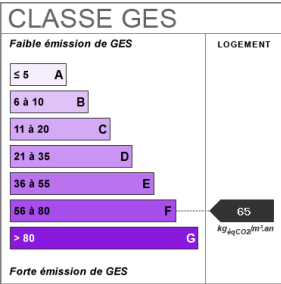 CLASSE GES
Faible émission de GES
LOGEMENT
≤ 5 A
6 à 10 B
11 à 20 C
21 à 35 D
36 à 55 E
56 à 80 F
65
kgéqCO2/m².an
> 80 G
Forte émission de GES